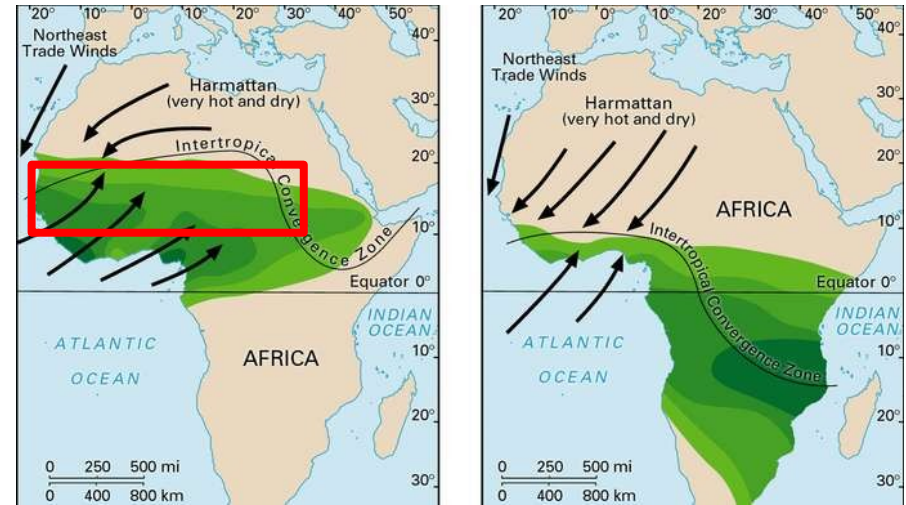 20° 10° 0° 10° 20° 30° 40° 50°
Northeast
Trade Winds
40°
Harmattan
(very hot and dry)
30°
Intertropical Convergence Zone
20°
10°
Equator 0°
INDIAN
OCEAN
ATLANTIC
OCEAN
AFRICA
10°
20°
30°
0 250 500 mi
0 400 800 km
20° 10° 0° 10° 20° 30° 40° 50°
40°
Northeast
Trade Winds
30°
Harmattan
(very hot and dry)
20°
AFRICA
10°
Intertropical Convergence Zone
Equator 0°
INDIAN
OCEAN
ATLANTIC
OCEAN
10°
20°
30°
0 250 500 mi
0 400 800 km